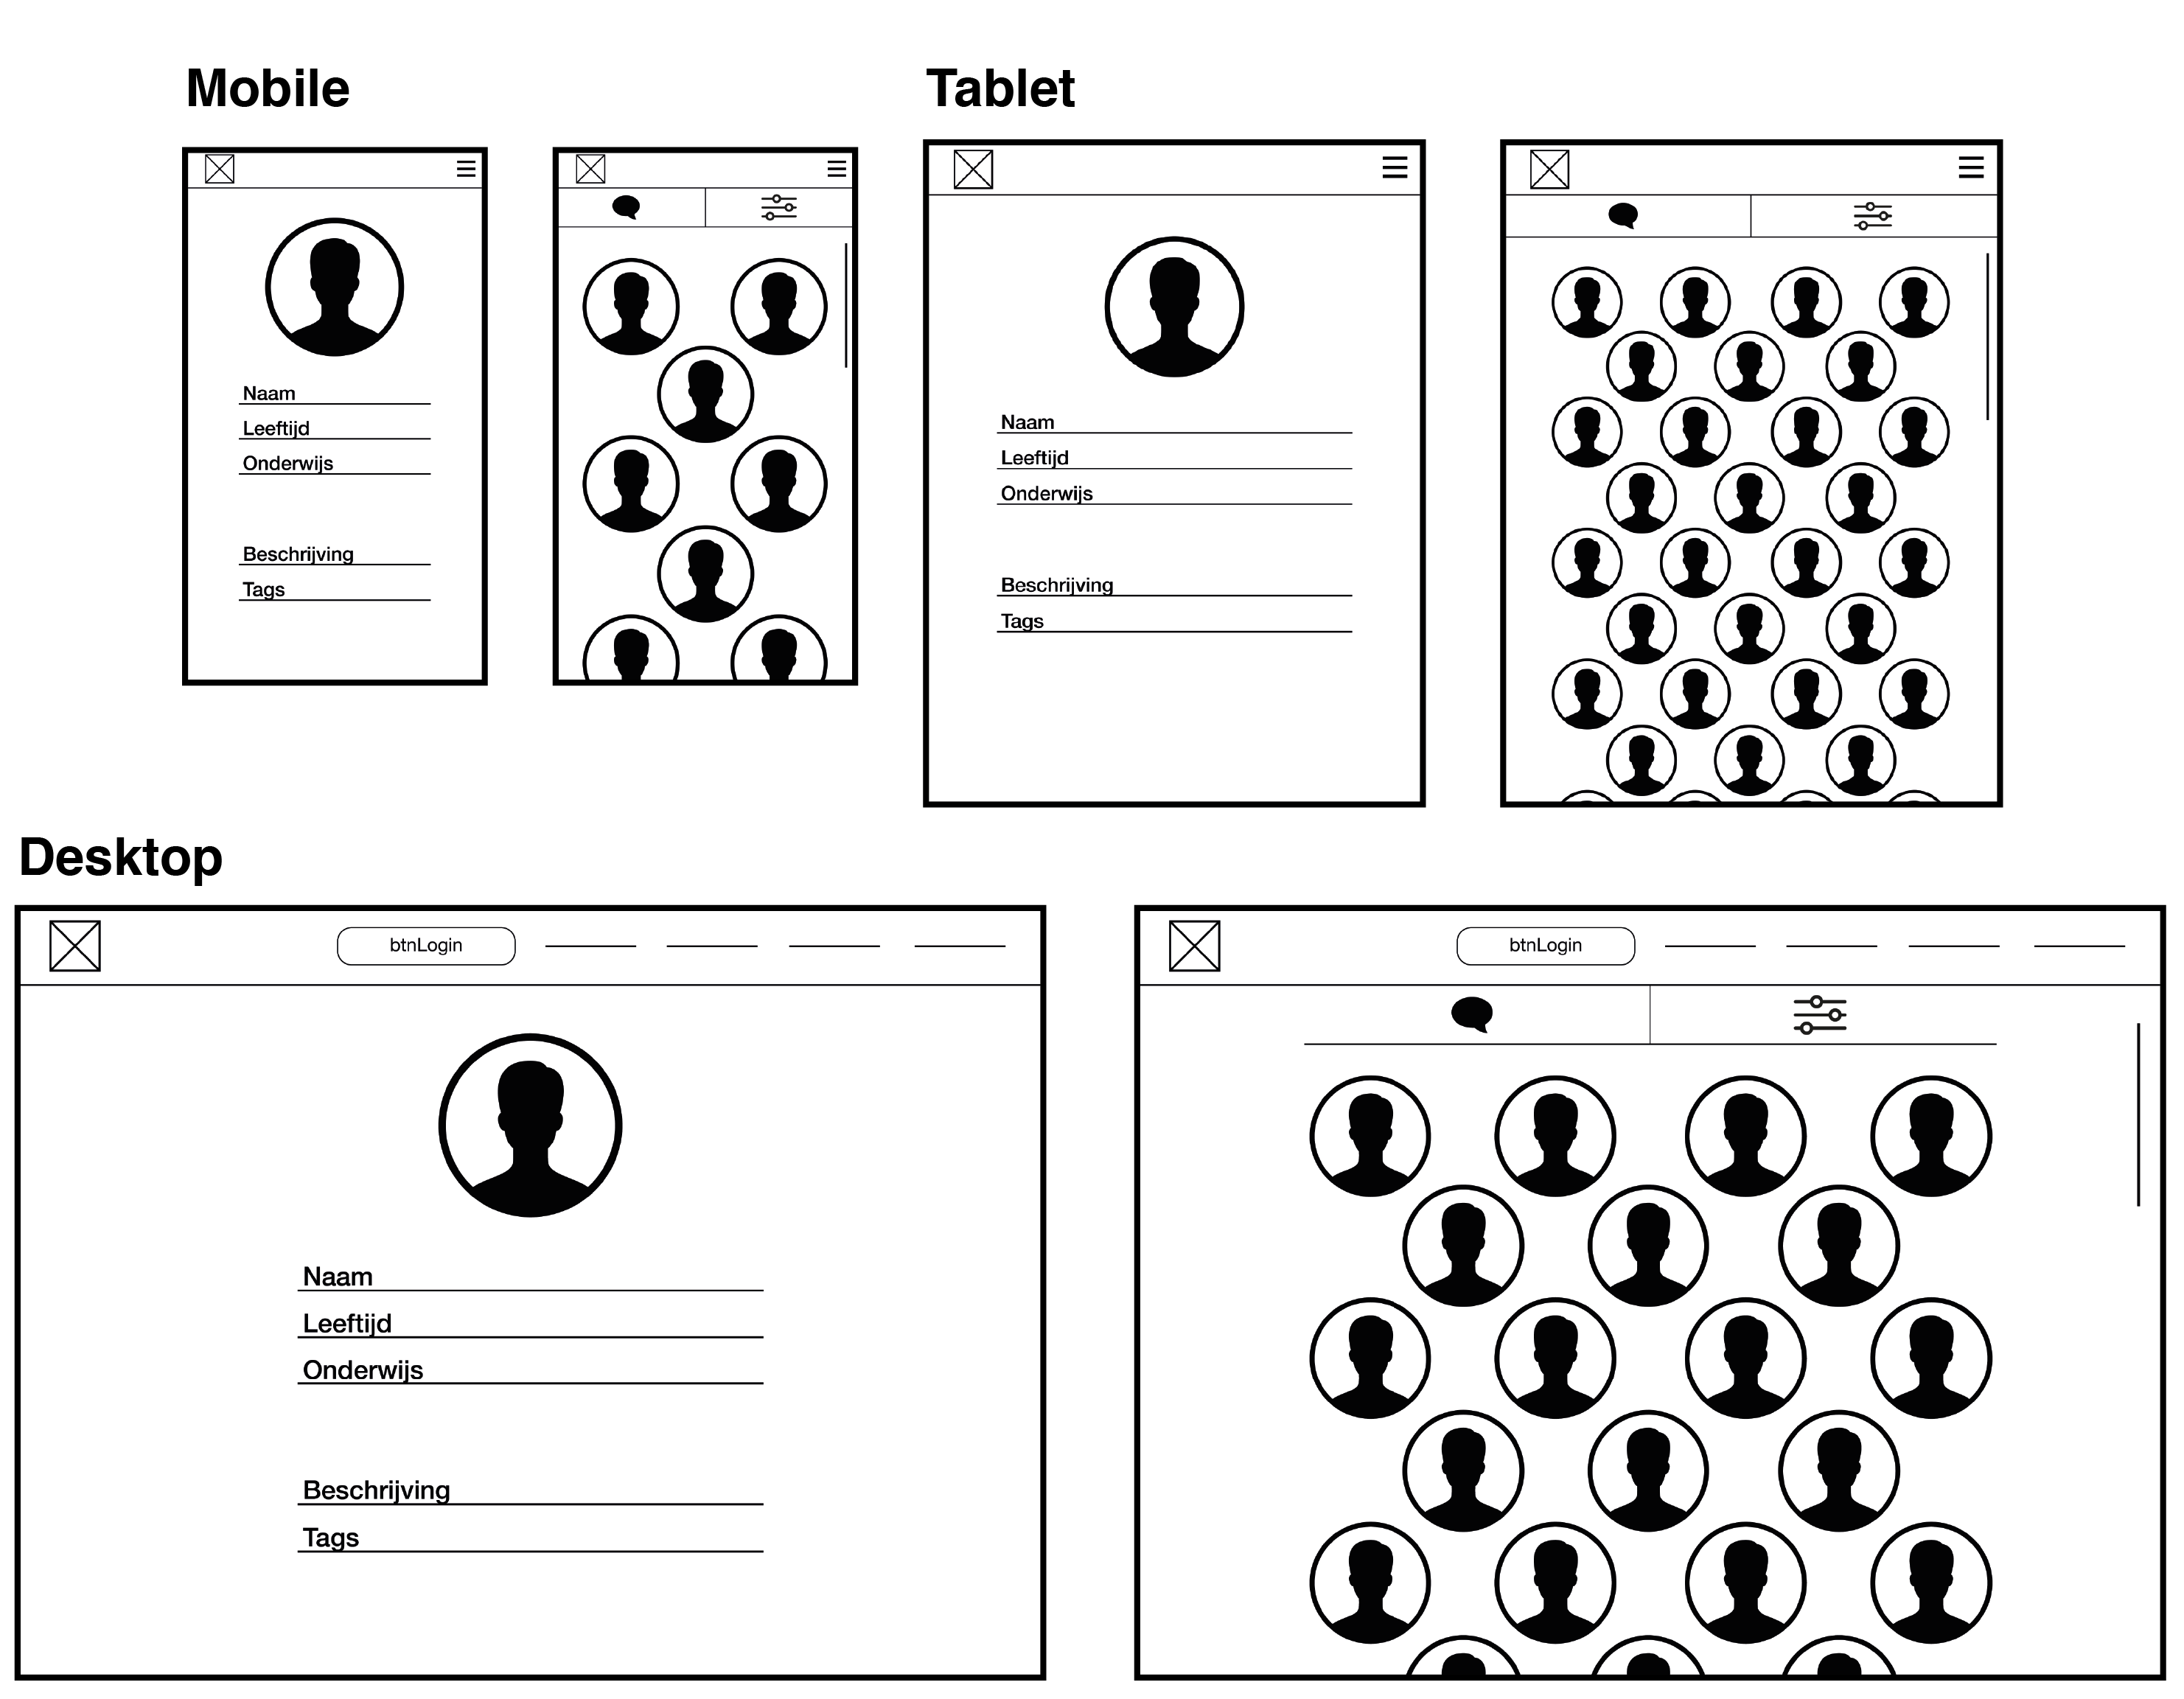 Mobile
Naam
Leeftijd
Onderwijs
Beschrijving
Tags
Tablet
Naam
Leeftijd
Onderwijs
Beschrijving
Tags
Desktop
btnLogin
Naam
Leeftijd
Onderwijs
Beschrijving
Tags
btnLogin